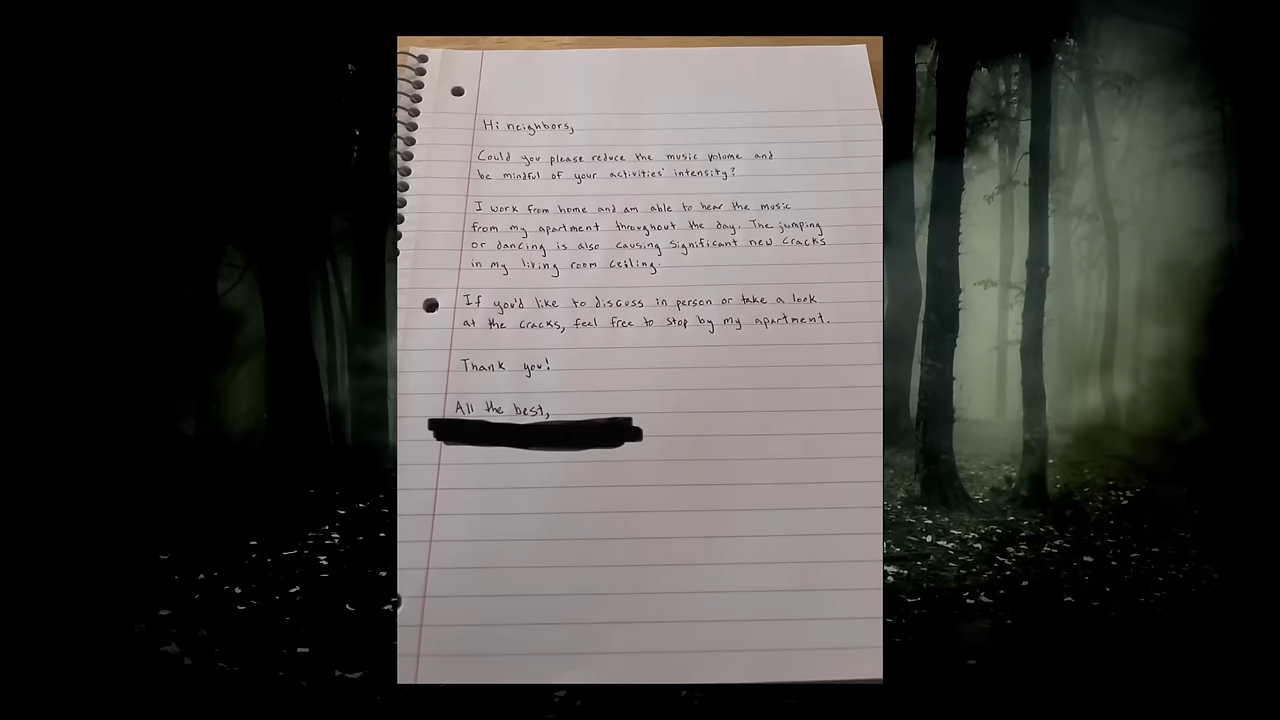 Hi neighbors,
Could you please reduce the music volume and
be mindful of your activities' intensity?
I work from home and am able to hear the music
from my apartment throughout the day. The jumping
or dancing is also causing significant new cracks
in my living room ceiling.
If you'd like to discuss in person or take a look
at the cracks, feel free to stop by my apartment.
Thank you!
All the best,